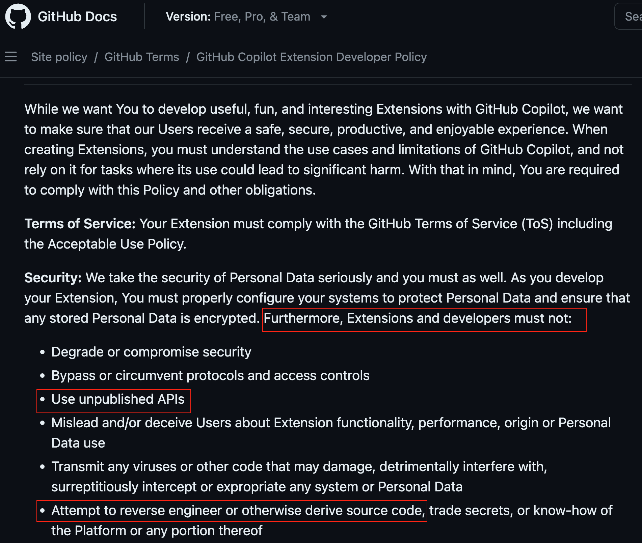 GitHub Docs
Version: Free, Pro, & Team
Site policy / GitHub Terms / GitHub Copilot Extension Developer Policy
While we want You to develop useful, fun, and interesting Extensions with GitHub Copilot, we want
to make sure that our Users receive a safe, secure, productive, and enjoyable experience. When
creating Extensions, you must understand the use cases and limitations of GitHub Copilot, and not
rely on it for tasks where its use could lead to significant harm. With that in mind, You are required
to comply with this Policy and other obligations.
Terms of Service: Your Extension must comply with the GitHub Terms of Service (ToS) including
the Acceptable Use Policy.
Security: We take the security of Personal Data seriously and you must as well. As you develop
your Extension, You must properly configure your systems to protect Personal Data and ensure that
any stored Personal Data is encrypted. Furthermore, Extensions and developers must not:
• Degrade or compromise security
• Bypass or circumvent protocols and access controls
• Use unpublished APIs
• Mislead and/or deceive Users about Extension functionality, performance, origin or Personal
Data use
• Transmit any viruses or other code that may damage, detrimentally interfere with,
surreptitiously intercept or expropriate any system or Personal Data
• Attempt to reverse engineer or otherwise derive source code, trade secrets, or know-how of
the Platform or any portion thereof